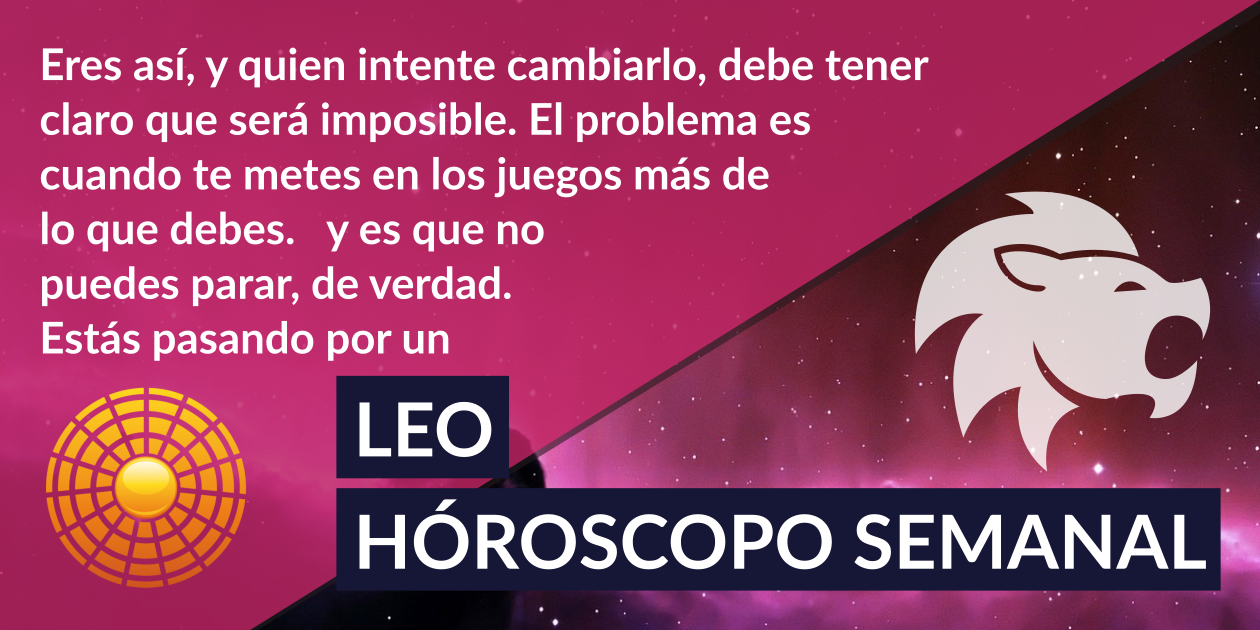 Eres así, y quien intente cambiarlo, debe tener
claro que será imposible. El problema es
cuando te metes en los juegos más de
lo que debes.   y es que no
puedes parar, de verdad.
Estás pasando por un
LEO
HÓROSCOPO SEMANAL